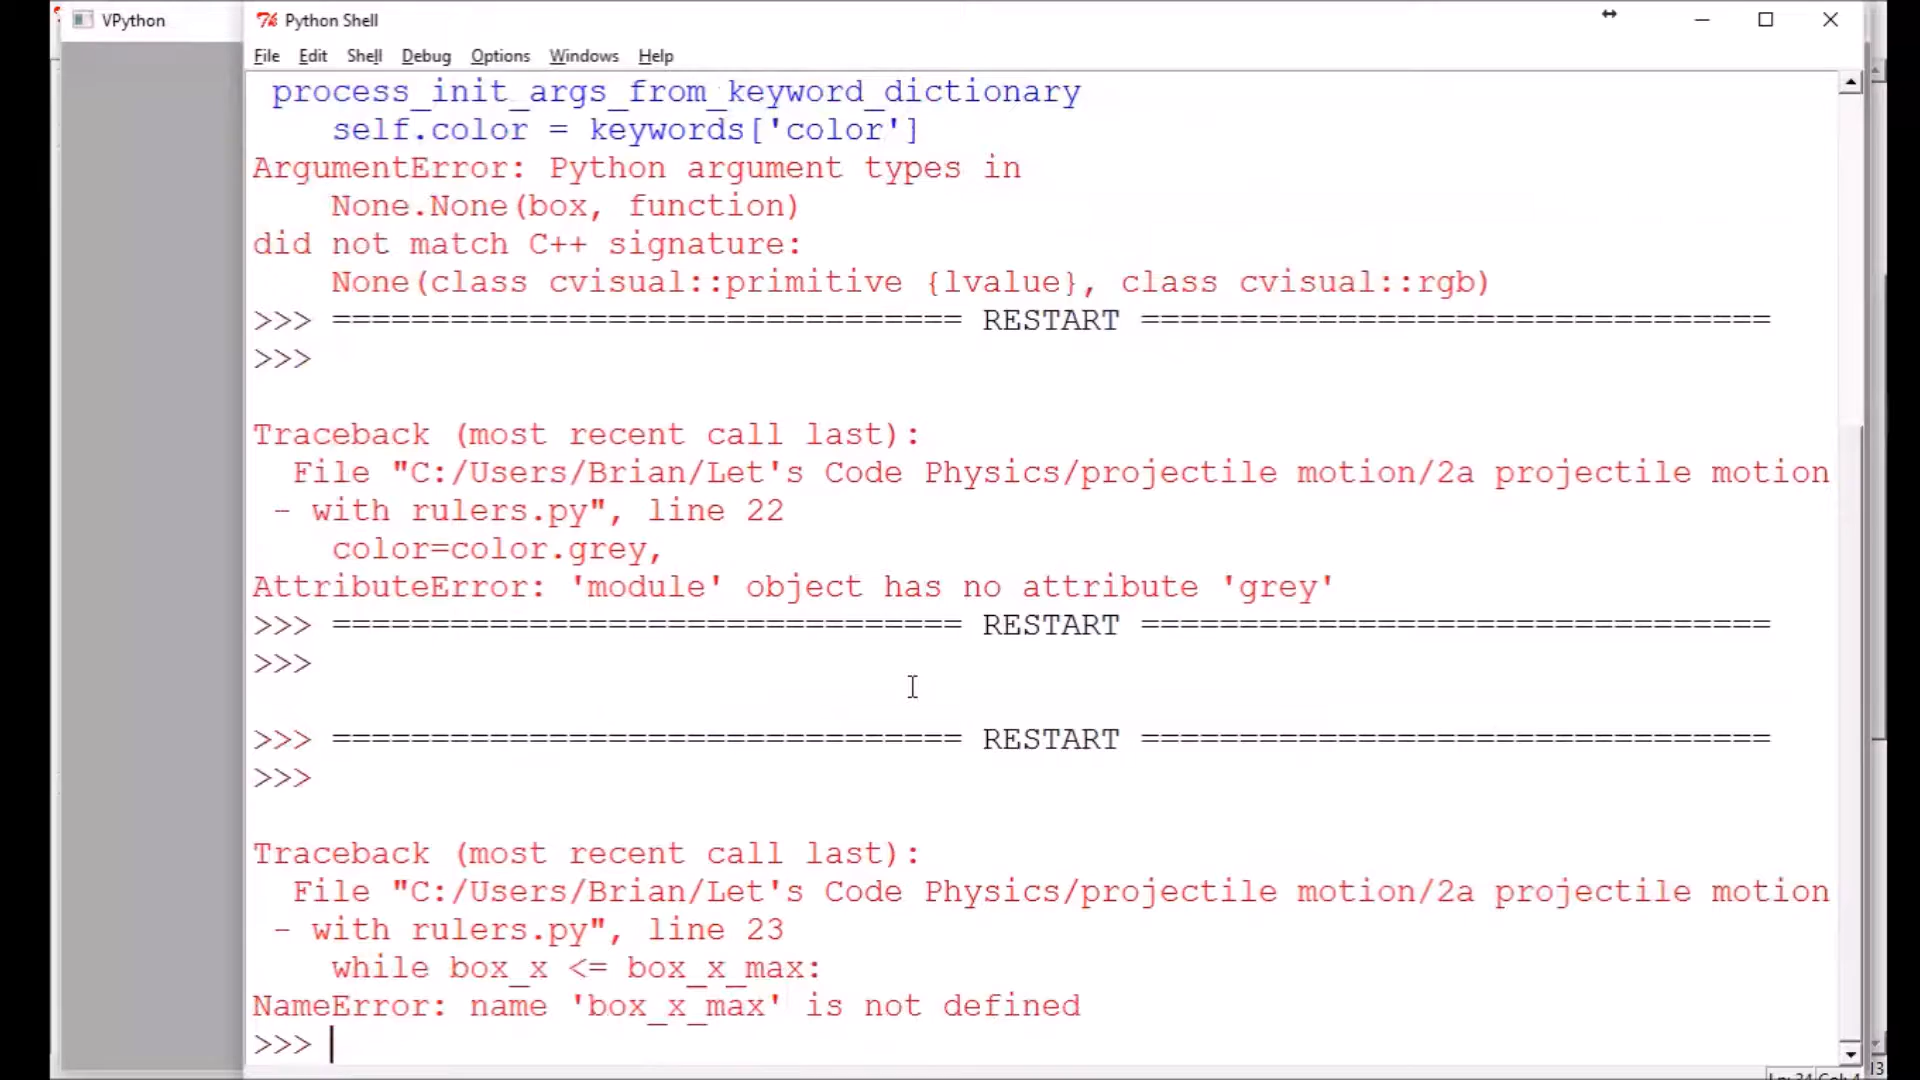 VPython
Python Shell
File Edit Shell Debug Options Windows Help
process_init_args_from_keyword_dictionary
self.color = keywords['color']
ArgumentError: Python argument types in
None.None(box, function)
did not match C++ signature:
None(class cvisual::primitive {lvalue}, class cvisual::rgb)
>>> ================================ RESTART ================================
>>>
Traceback (most recent call last):
File "C:/Users/Brian/Let's Code Physics/projectile motion/2a projectile motion
- with rulers.py", line 22
color=color.grey,
AttributeError: 'module' object has no attribute 'grey'
>>> ================================ RESTART ================================
>>>
>>> ================================ RESTART ================================
>>>
Traceback (most recent call last):
File "C:/Users/Brian/Let's Code Physics/projectile motion/2a projectile motion
- with rulers.py", line 23
while box_x <= box_x_max:
NameError: name 'box_x_max' is not defined
>>>